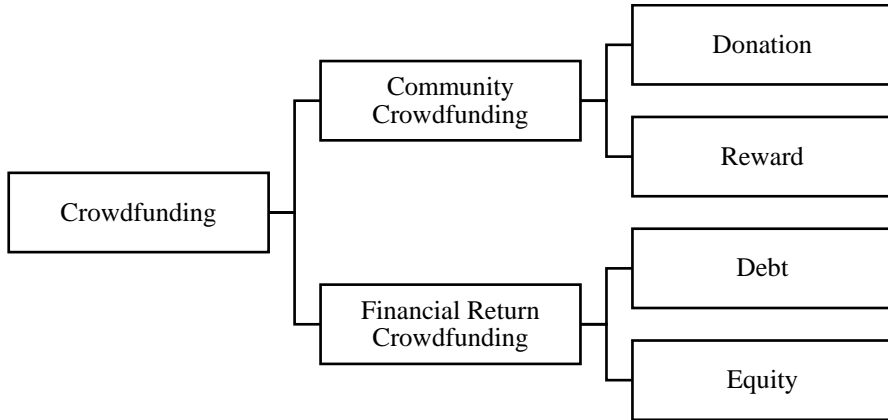 Donation
Community
Crowdfunding
Reward
Crowdfunding
Debt
Financial Return
Crowdfunding
Equity